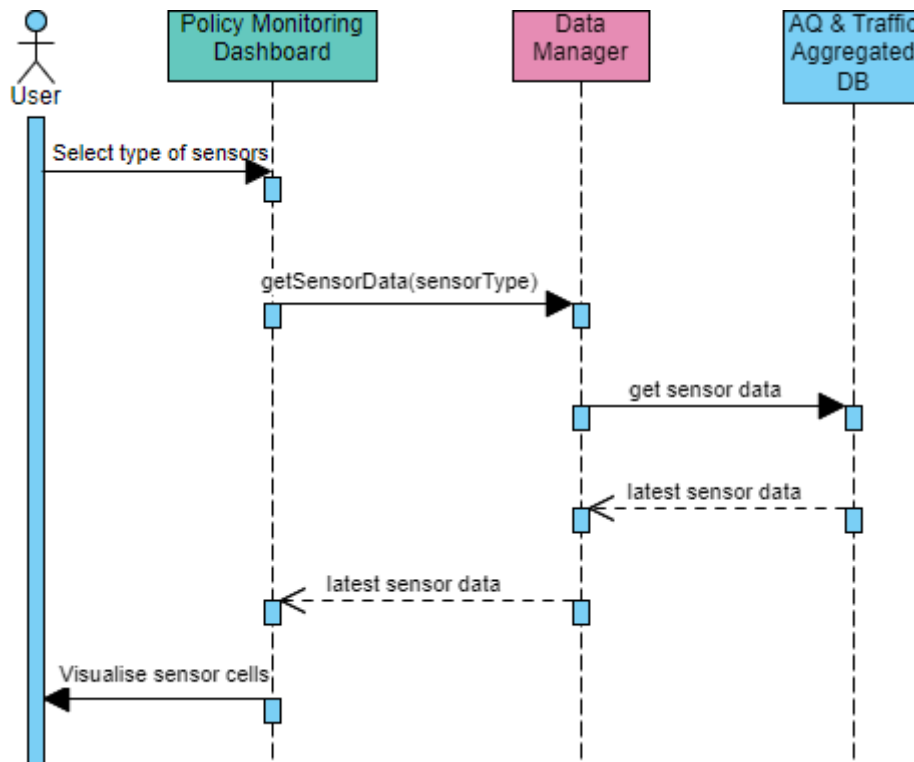 Policy Monitoring
Dashboard
Data
Manager
AQ & Traffic
Aggregated
DB
User
Select type of sensors
getSensorData(sensorType)
get sensor data
latest sensor data
latest sensor data
Visualise sensor cells